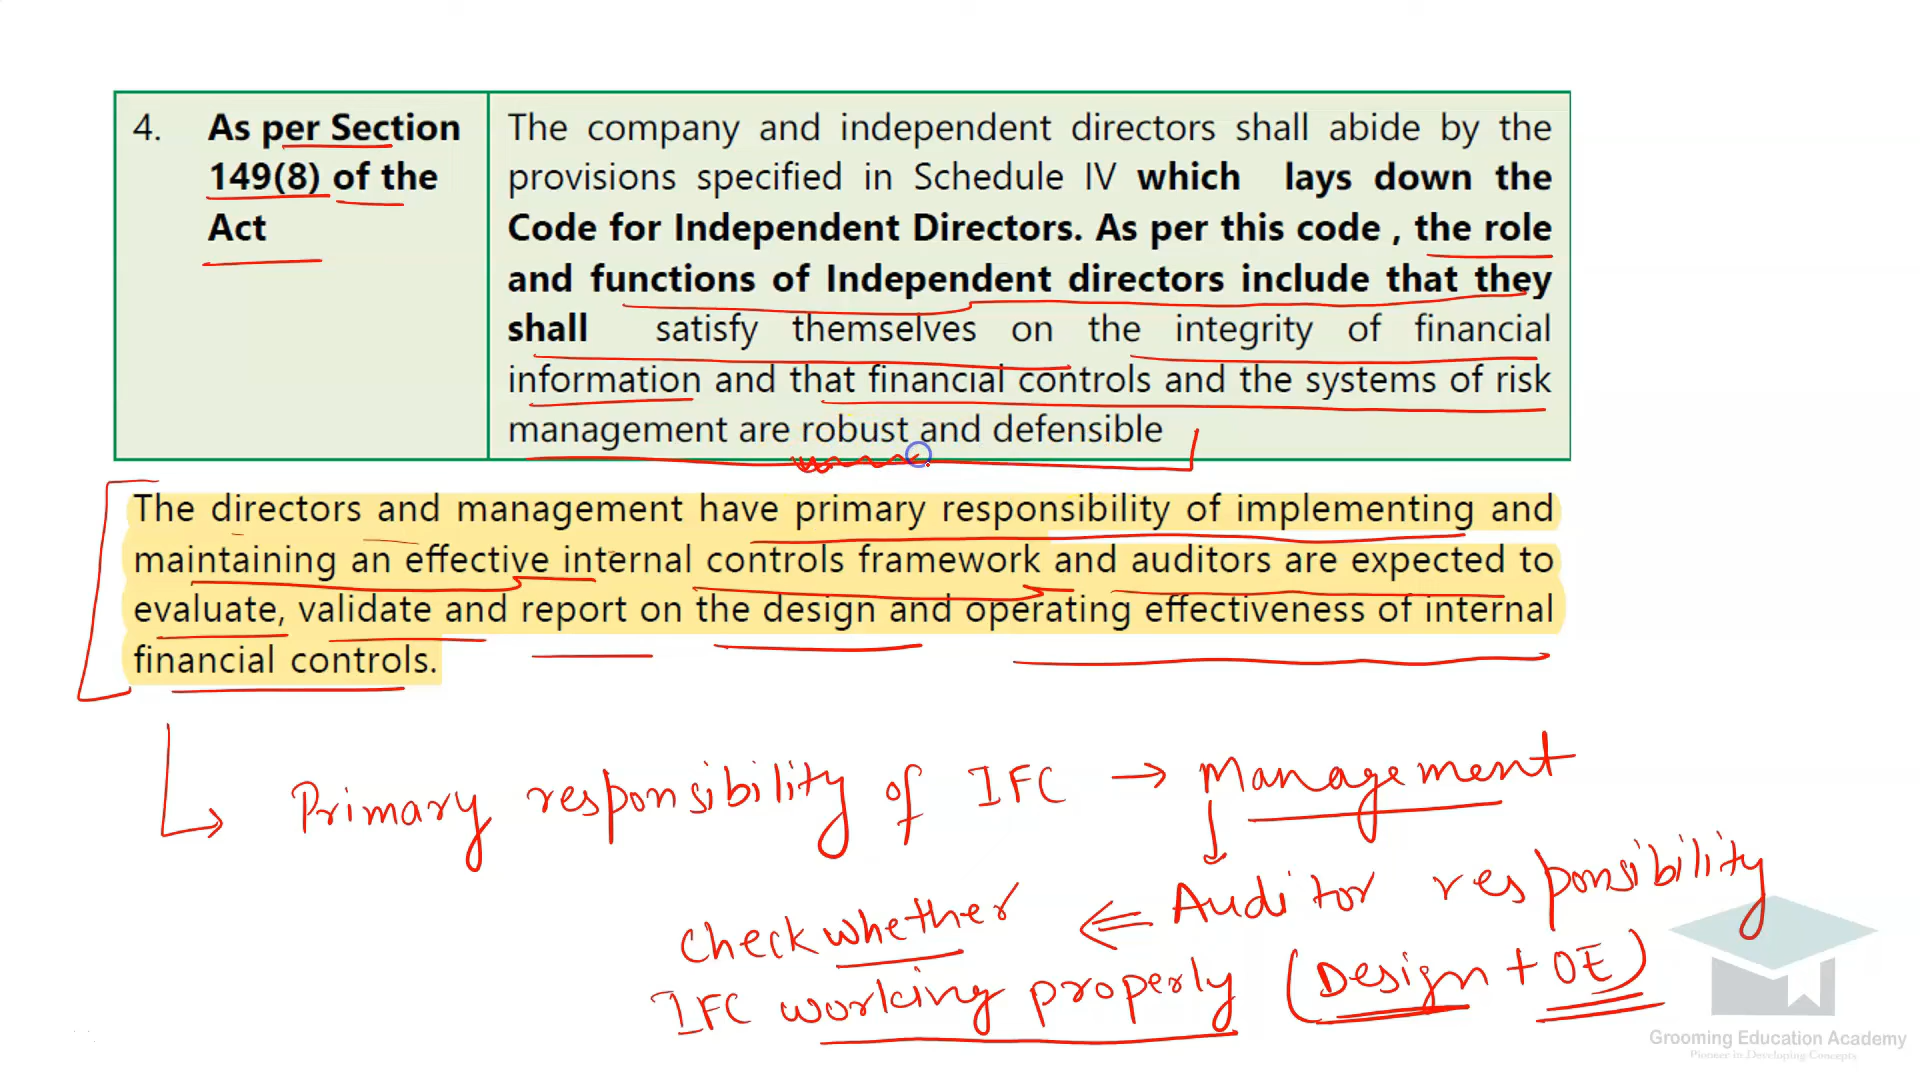 4. As per Section 149(8) of the Act
The company and independent directors shall abide by the
provisions specified in Schedule IV which lays down the
Code for Independent Directors. As per this code , the role
and functions of Independent directors include that they
shall satisfy themselves on the integrity of financial
information and that financial controls and the systems of risk
management are robust and defensible
The directors and management have primary responsibility of implementing and
maintaining an effective internal controls framework and auditors are expected to
evaluate, validate and report on the design and operating effectiveness of internal
financial controls.
Primary responsibility of IFC → Management
Auditor responsibility
Check whether
IFC working properly (Design + OE)
Grooming Education Academy
Pioneer in Developing Concepts